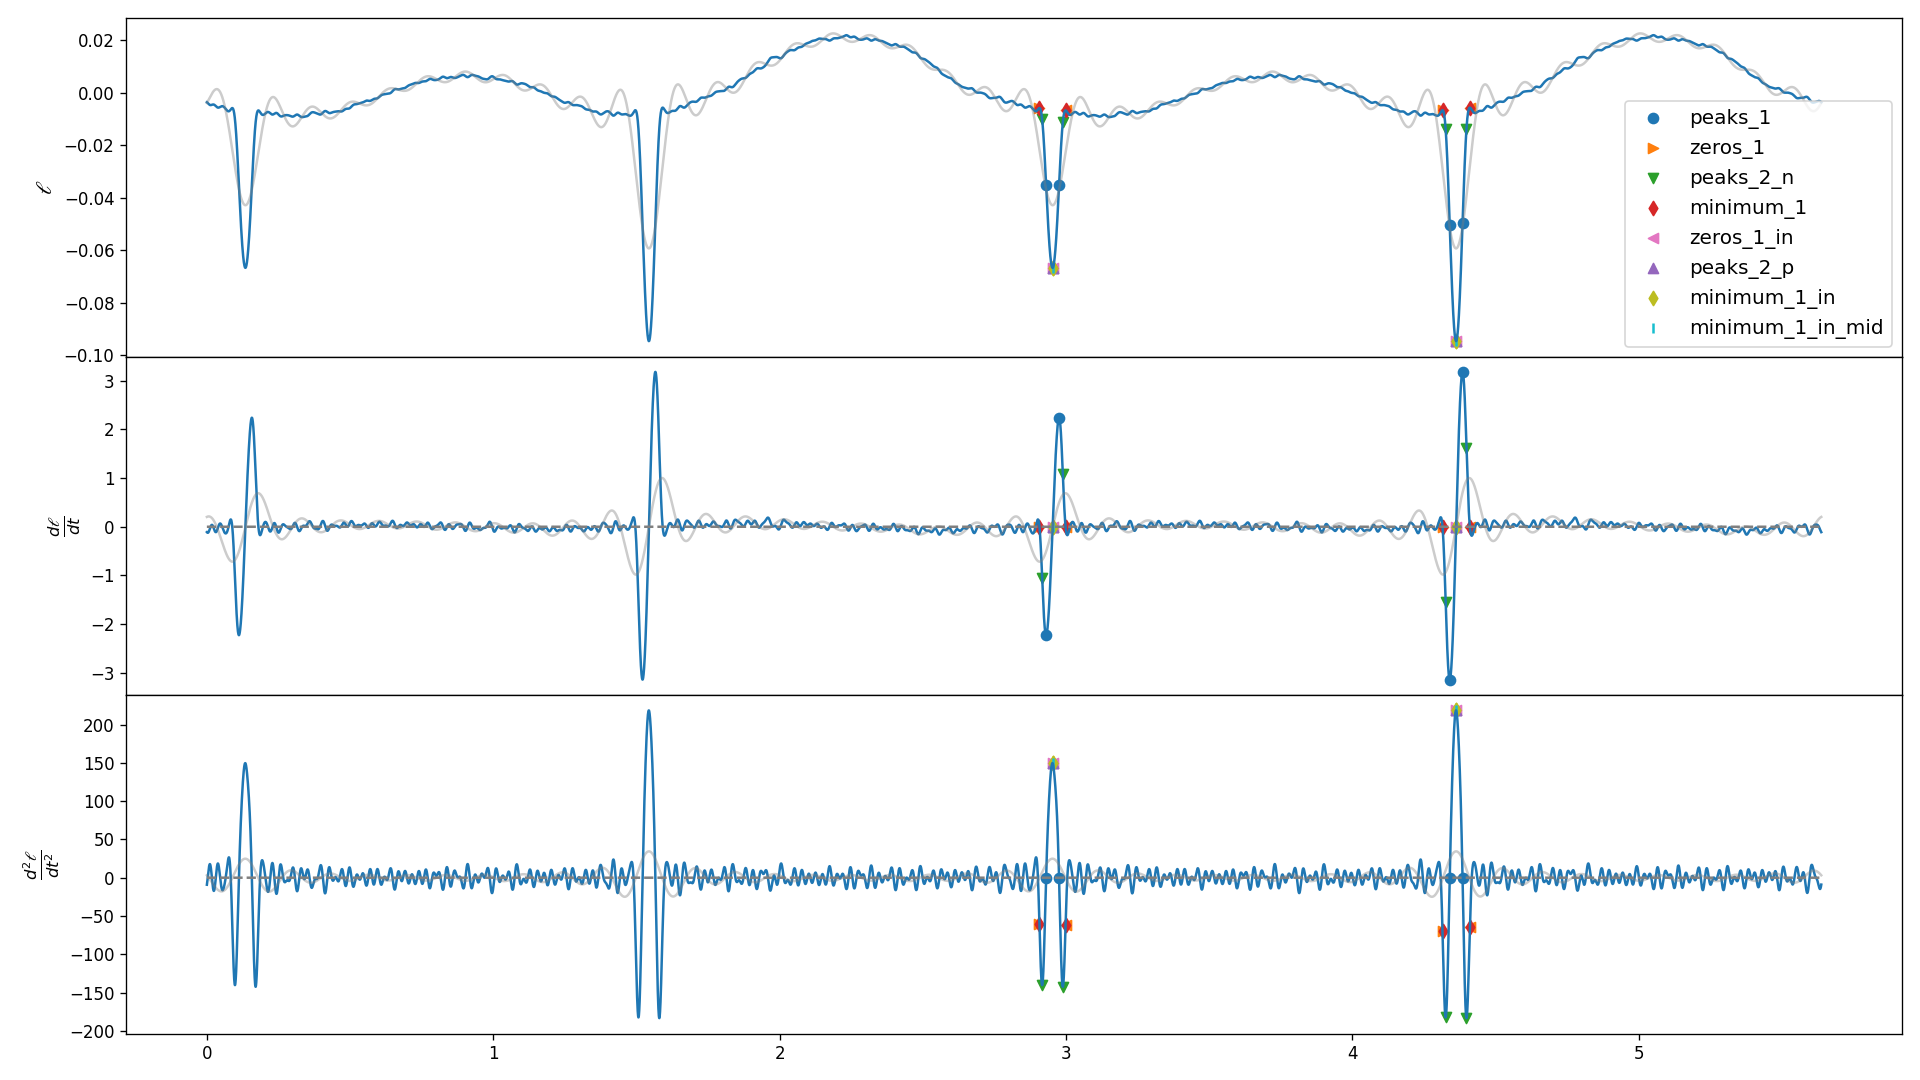 0.02
0.00
−0.02
−0.04
−0.06
−0.08
−0.10
ℓ
peaks_1
zeros_1
peaks_2_n
minimum_1
zeros_1_in
peaks_2_p
minimum_1_in
minimum_1_in_mid
3
2
1
0
−1
−2
−3
dℓ
dt
200
150
100
50
0
−50
−100
−150
−200
d²ℓ
dt²
0 1 2 3 4 5